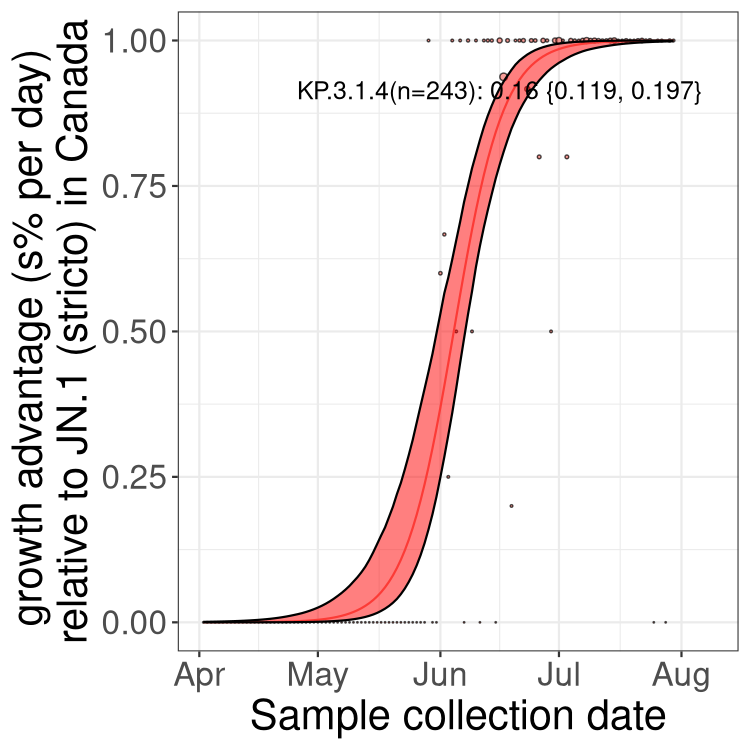 growth advantage (s% per day)
relative to JN.1 (stricto) in Canada
1.00
0.75
0.50
0.25
0.00
KP.3.1.4(n=243): 0.16 {0.119, 0.197}
Apr May Jun Jul Aug
Sample collection date